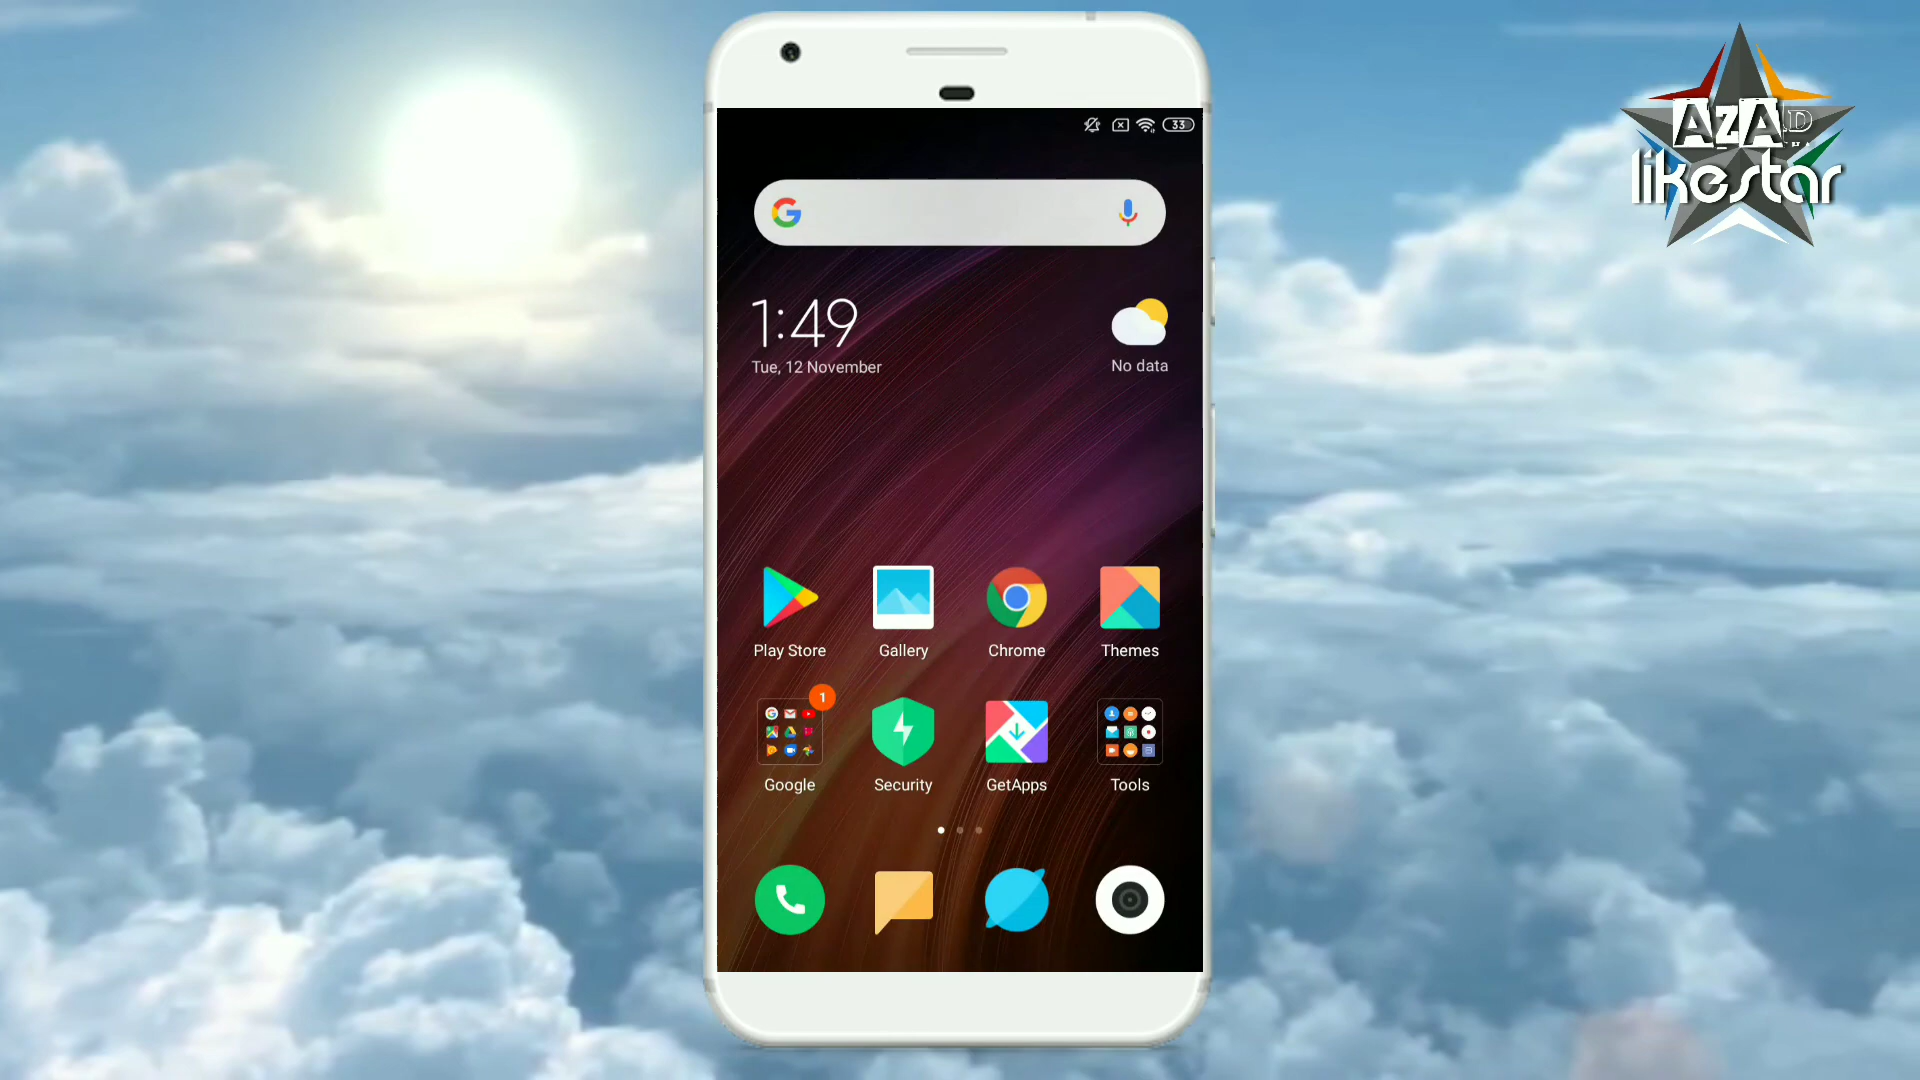 33
AzA
likestar
1:49
Tue, 12 November
No data
Play Store
Gallery
Chrome
Themes
1
Google
Security
GetApps
Tools